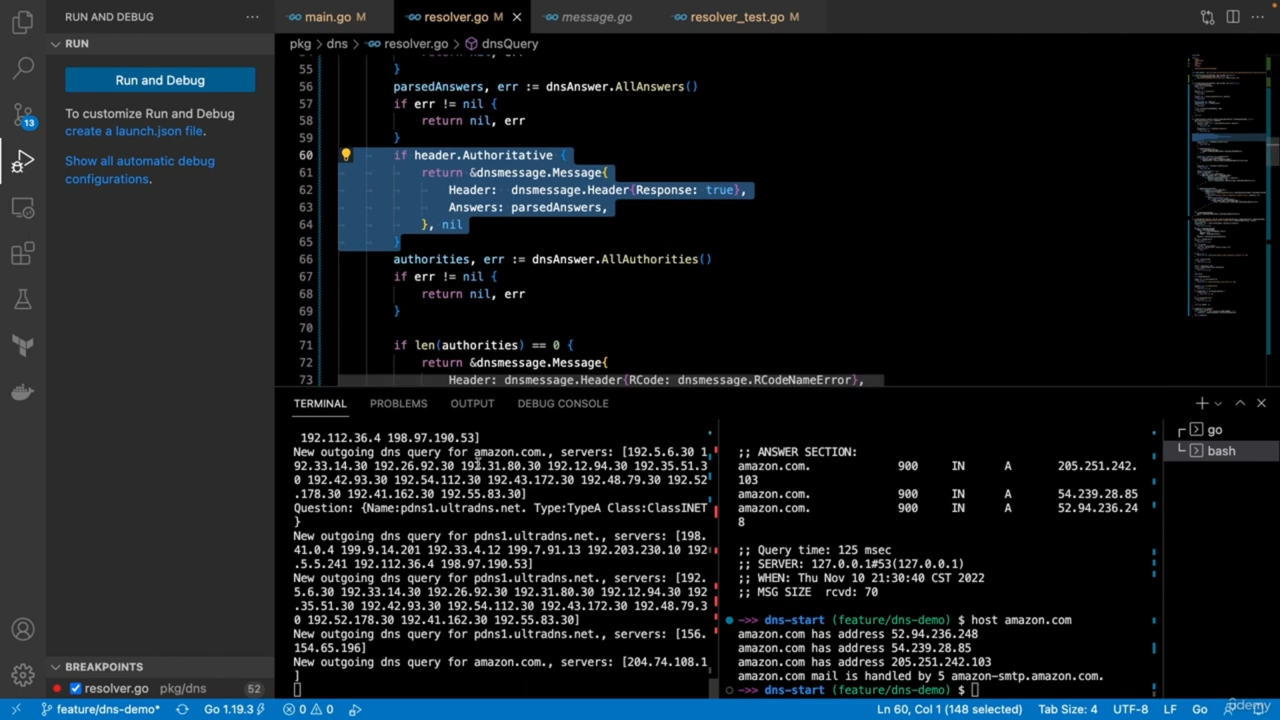 RUN AND DEBUG
main.go M
resolver.go M
message.go
resolver_test.go M
RUN
pkg > dns > resolver.go > dnsQuery
Run and Debug
To customize Run and Debug
create a launch.json file.
Show all automatic debug
configurations.
13
55 }
56 parsedAnswers, err := dnsAnswer.AllAnswers()
57 if err != nil {
58 return nil, err
59 }
60 if header.Authoritative {
61 return &dnsmessage.Message{
62 Header: dnsmessage.Header{Response: true},
63 Answers: parsedAnswers,
64 }, nil
65 }
66 authorities, err := dnsAnswer.AllAuthorities()
67 if err != nil {
68 return nil, err
69 }
70
71 if len(authorities) == 0 {
72 return &dnsmessage.Message{
73 Header: dnsmessage.Header{RCode: dnsmessage.RCodeNameError},
TERMINAL PROBLEMS OUTPUT DEBUG CONSOLE
192.112.36.4 198.97.190.53]
New outgoing dns query for amazon.com., servers: [192.5.6.30 1
92.33.14.30 192.26.92.30 192.31.80.30 192.12.94.30 192.35.51.3
0 192.42.93.30 192.54.112.30 192.43.172.30 192.48.79.30 192.52
.178.30 192.41.162.30 192.55.83.30]
Question: {Name:pdns1.ultradns.net. Type:TypeA Class:ClassINET
}
New outgoing dns query for pdns1.ultradns.net., servers: [198.
41.0.4 199.9.14.201 192.33.4.12 199.7.91.13 192.203.230.10 192
.5.5.241 192.112.36.4 198.97.190.53]
New outgoing dns query for pdns1.ultradns.net., servers: [192.
5.6.30 192.33.14.30 192.26.92.30 192.31.80.30 192.12.94.30 192
.35.51.30 192.42.93.30 192.54.112.30 192.43.172.30 192.48.79.3
0 192.52.178.30 192.41.162.30 192.55.83.30]
New outgoing dns query for pdns1.ultradns.net., servers: [156.
154.65.196]
New outgoing dns query for amazon.com., servers: [204.74.108.1
]
;; ANSWER SECTION:
amazon.com. 900 IN A 205.251.242.
103
amazon.com. 900 IN A 54.239.28.85
amazon.com. 900 IN A 52.94.236.24
8
;; Query time: 125 msec
;; SERVER: 127.0.0.1#53(127.0.0.1)
;; WHEN: Thu Nov 10 21:30:40 CST 2022
;; MSG SIZE rcvd: 70
->> dns-start (feature/dns-demo) $ host amazon.com
amazon.com has address 52.94.236.248
amazon.com has address 54.239.28.85
amazon.com has address 205.251.242.103
amazon.com mail is handled by 5 amazon-smtp.amazon.com.
->> dns-start (feature/dns-demo) $
go
bash
BREAKPOINTS
resolver.go pkg/dns 52
feature/dns-demo* Go 1.19.3 0 0 Ln 60, Col 1 (148 selected) Tab Size: 4 UTF-8 LF Go
udemy